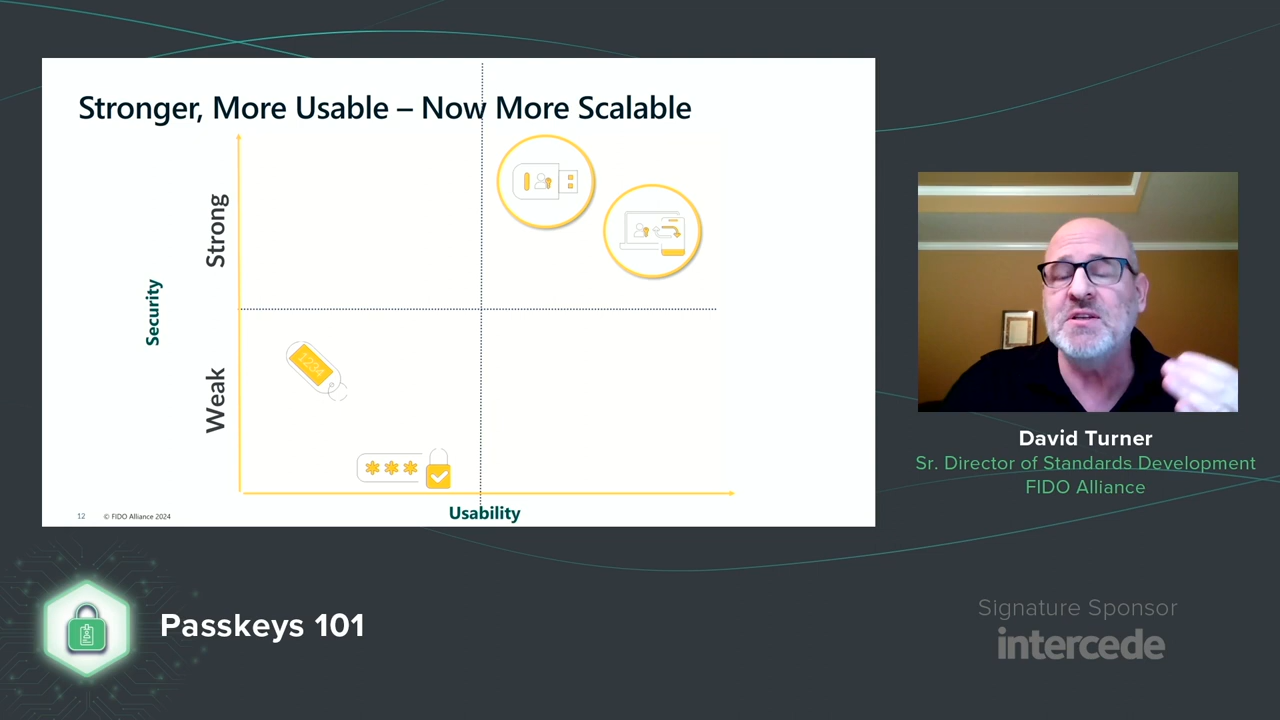 Stronger, More Usable – Now More Scalable
Strong
Security
Weak
1234
***
Usability
12
© FIDO Alliance 2024
David Turner
Sr. Director of Standards Development
FIDO Alliance
Passkeys 101
Signature Sponsor
intercede